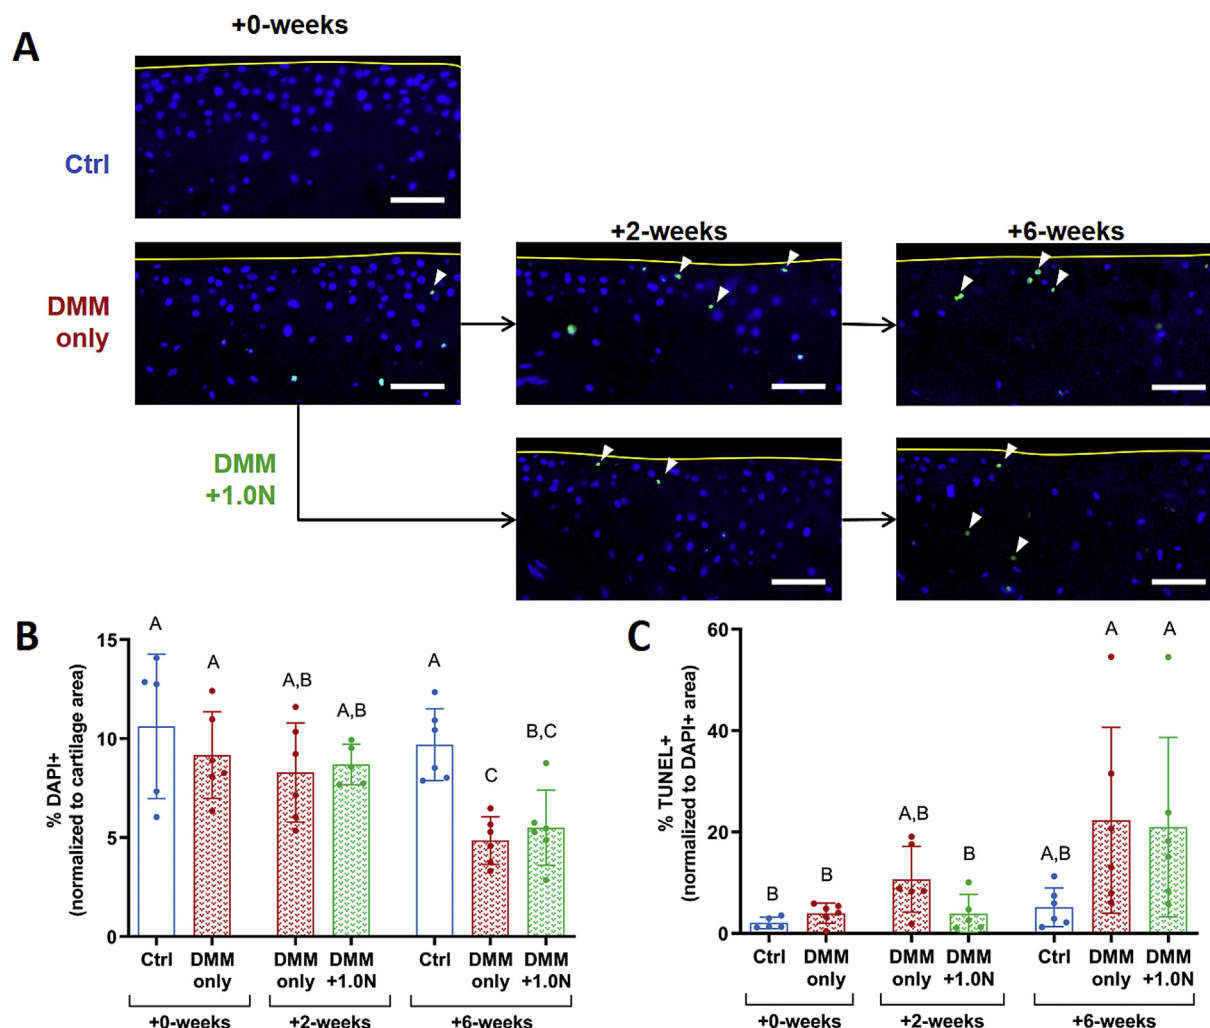 A
+0-weeks
Ctrl
+2-weeks
+6-weeks
DMM
only
DMM
+1.0N
B
% DAPI+
(normalized to cartilage area)
15
10
5
0
A
A
A,B
A,B
A
C
B,C
Ctrl
DMM
only
DMM
only
DMM
+1.0N
Ctrl
DMM
only
DMM
+1.0N
+0-weeks
+2-weeks
+6-weeks
C
% TUNEL+
(normalized to DAPI+ area)
60
40
20
0
B
B
A,B
B
A,B
A
A
Ctrl
DMM
only
DMM
only
DMM
+1.0N
Ctrl
DMM
only
DMM
+1.0N
+0-weeks
+2-weeks
+6-weeks